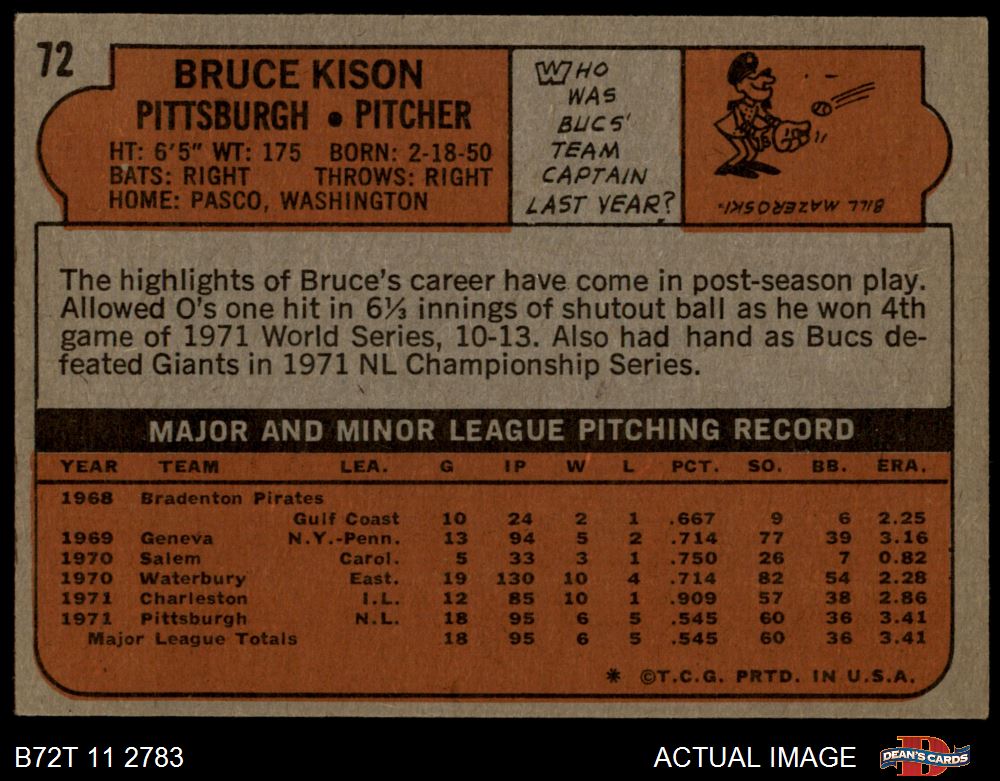 72
BRUCE KISON
PITTSBURGH • PITCHER
HT: 6'5" WT: 175 BORN: 2-18-50
BATS: RIGHT THROWS: RIGHT
HOME: PASCO, WASHINGTON
WHO
WAS
BUCS'
TEAM
CAPTAIN
LAST YEAR?
BILL MAZEROSKI.
The highlights of Bruce's career have come in post-season play.
Allowed O's one hit in 6⅓ innings of shutout ball as he won 4th
game of 1971 World Series, 10-13. Also had hand as Bucs de-
feated Giants in 1971 NL Championship Series.
MAJOR AND MINOR LEAGUE PITCHING RECORD
YEAR TEAM LEA. G IP W L PCT. SO. BB. ERA.
1968 Bradenton Pirates
Gulf Coast 10 24 2 1 .667 9 6 2.25
1969 Geneva N.Y.-Penn. 13 94 5 2 .714 77 39 3.16
1970 Salem Carol. 5 33 3 1 .750 26 7 0.82
1970 Waterbury East. 19 130 10 4 .714 82 54 2.28
1971 Charleston I.L. 12 85 10 1 .909 57 38 2.86
1971 Pittsburgh N.L. 18 95 6 5 .545 60 36 3.41
Major League Totals 18 95 6 5 .545 60 36 3.41
* ©T.C.G. PRTD. IN U.S.A.
B72T 11 2783
ACTUAL IMAGE
D
DEAN'S CARDS